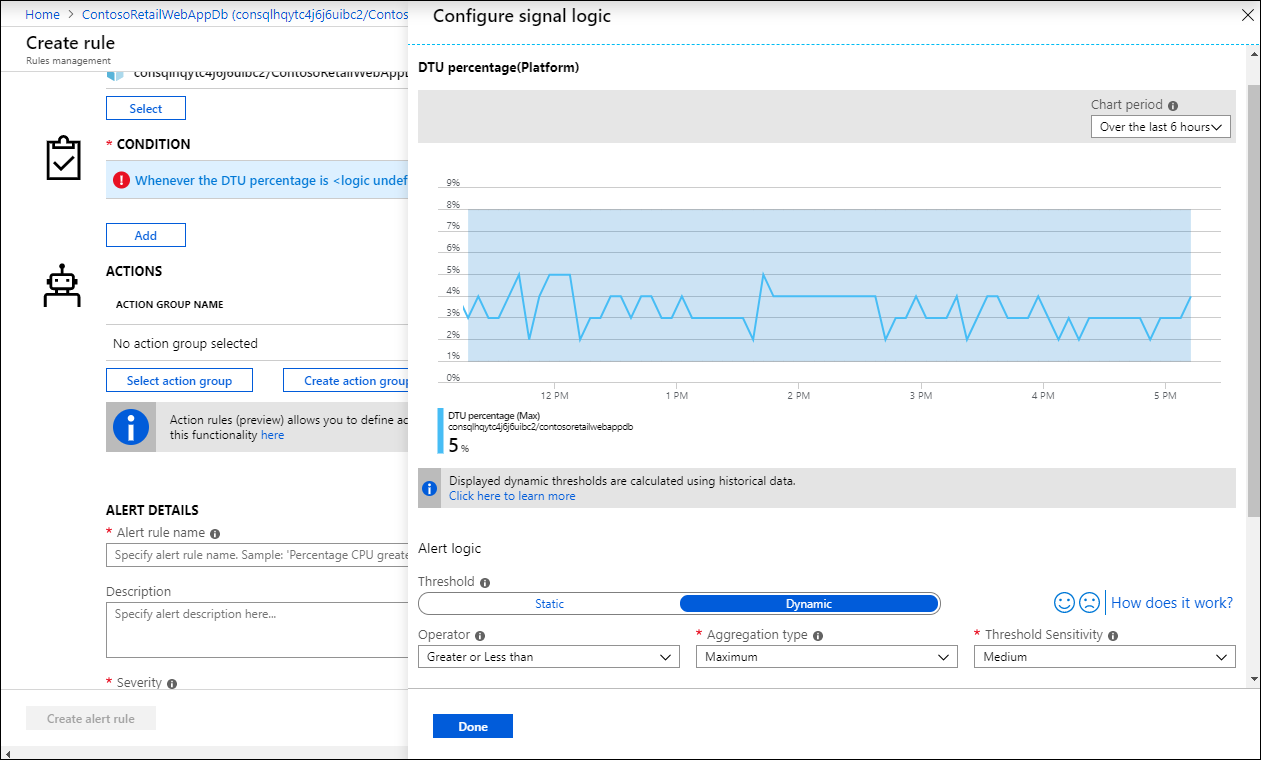 Home > ContosoRetailWebAppDb (consqlhqytc4j6j6uibc2/Contos
Create rule
Rules management
consqlhqytc4j6j6uibc2/ContosoRetailWebAppD
Select
* CONDITION
Whenever the DTU percentage is <logic undef
Add
ACTIONS
ACTION GROUP NAME
No action group selected
Select action group
Create action group
Action rules (preview) allows you to define ac
this functionality here
ALERT DETAILS
* Alert rule name
Specify alert rule name. Sample: 'Percentage CPU greate
Description
Specify alert description here...
* Severity
Create alert rule
Configure signal logic
DTU percentage(Platform)
Chart period
Over the last 6 hours
9%
8%
7%
6%
5%
4%
3%
2%
1%
0%
12 PM 1 PM 2 PM 3 PM 4 PM 5 PM
DTU percentage (Max)
consqlhqytc4j6j6uibc2/contosoretailwebappdb
5 %
Displayed dynamic thresholds are calculated using historical data.
Click here to learn more
Alert logic
Threshold
Static Dynamic
How does it work?
Operator * Aggregation type * Threshold Sensitivity
Greater or Less than Maximum Medium
Done